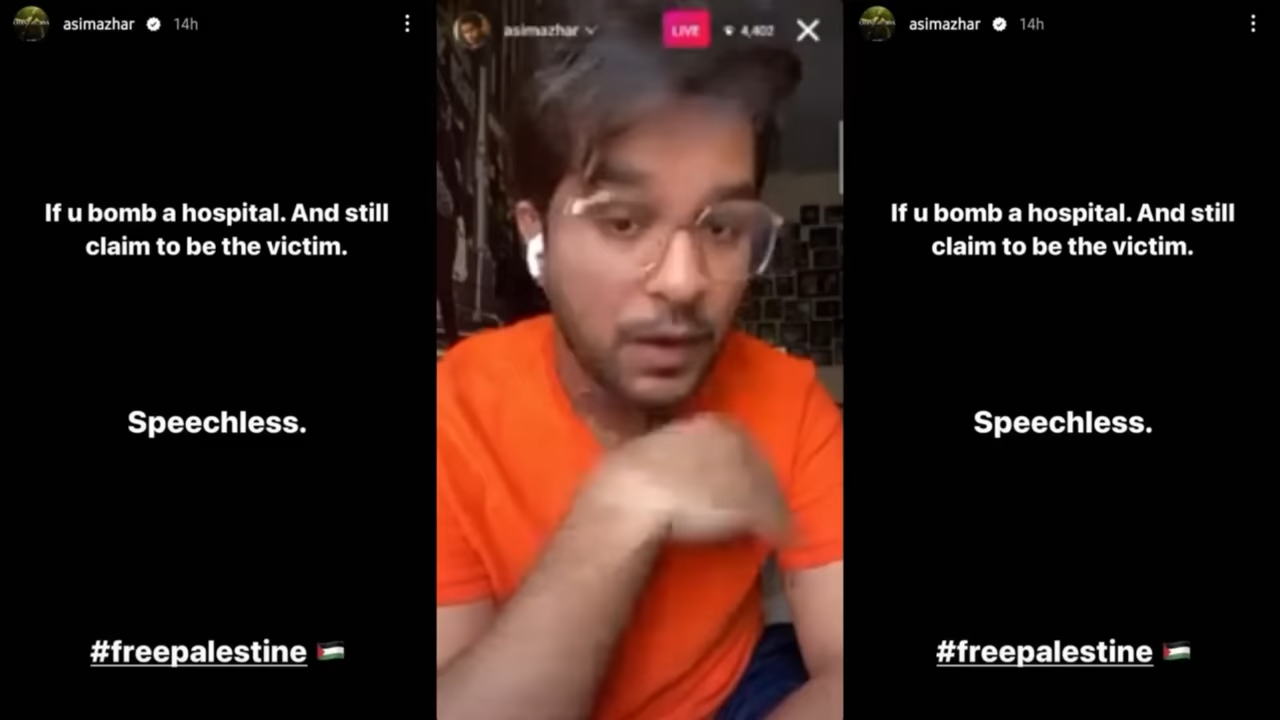 asimazhar 14h
If u bomb a hospital. And still
claim to be the victim.
Speechless.
#freepalestine 🇵🇸
asimazhar LIVE 4,402
asimazhar 14h
If u bomb a hospital. And still
claim to be the victim.
Speechless.
#freepalestine 🇵🇸